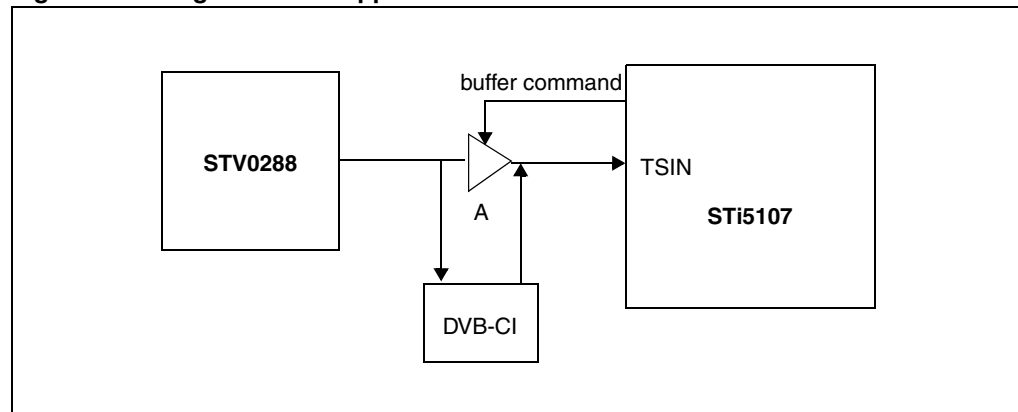 buffer command
STV0288
TSIN
A
STi5107
DVB-CI